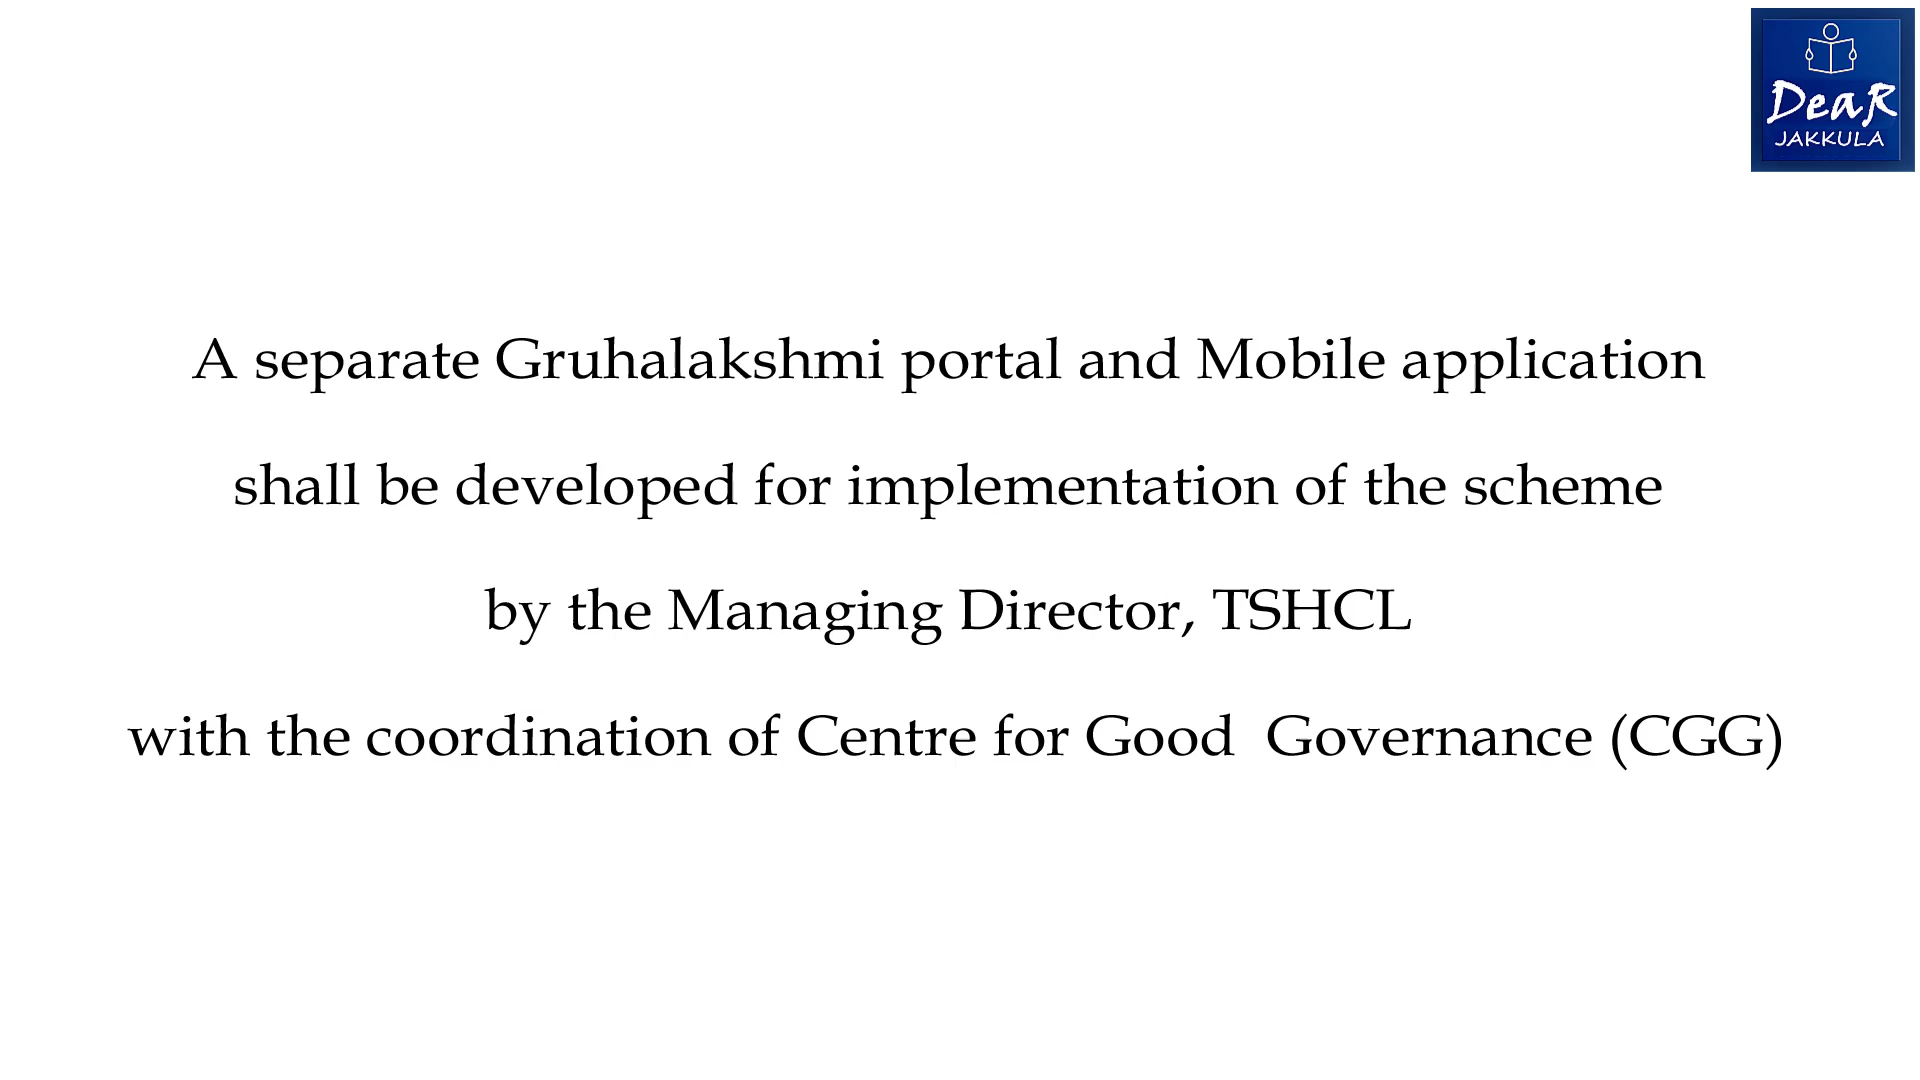 DeaR
JAKKULA
A separate Gruhalakshmi portal and Mobile application
shall be developed for implementation of the scheme
by the Managing Director, TSHCL
with the coordination of Centre for Good  Governance (CGG)